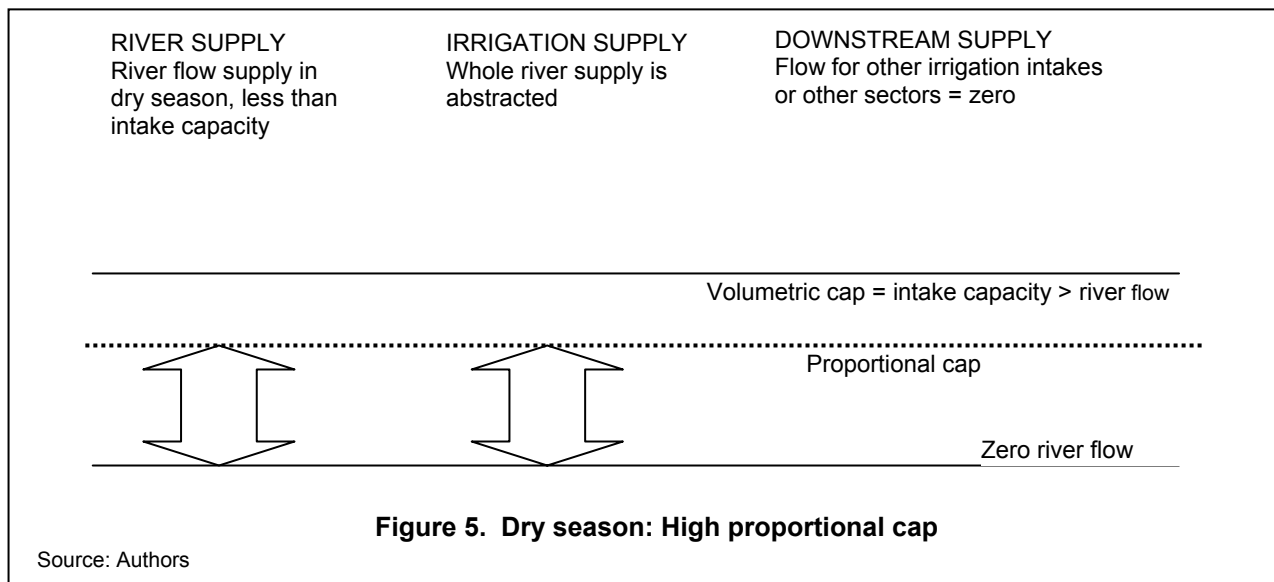 RIVER SUPPLY
River flow supply in
dry season, less than
intake capacity
IRRIGATION SUPPLY
Whole river supply is
abstracted
DOWNSTREAM SUPPLY
Flow for other irrigation intakes
or other sectors = zero
Volumetric cap = intake capacity > river flow
Proportional cap
Zero river flow
Figure 5. Dry season: High proportional cap
Source: Authors